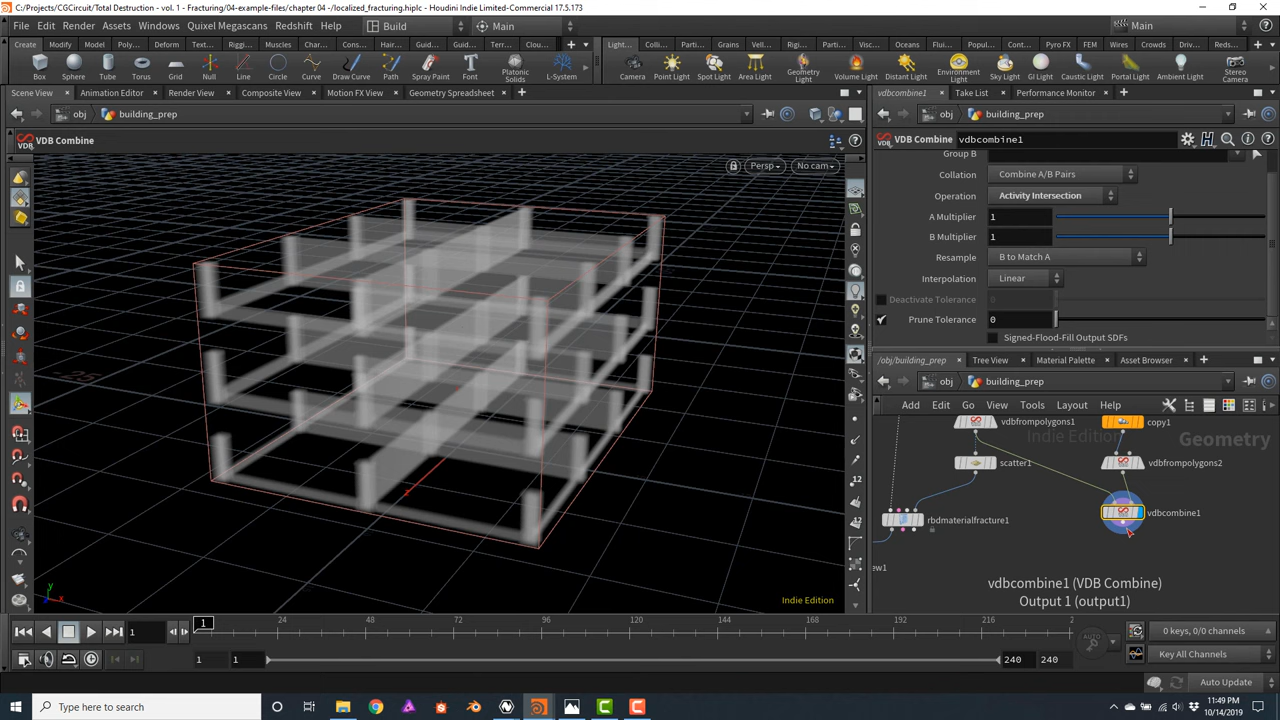 C:/Projects/CGCircuit/Total Destruction - vol. 1 - Fracturing/04-example-files/chapter 04 -/localized_fracturing.hiplc - Houdini Indie Limited-Commercial 17.5.173
File Edit Render Assets Windows Quixel Megascans Redshift Help Build Main Main
Create Modify Model Poly... Deform Text... Rigg... Muscles Char... Cons... Hair... Guid... Guid... Terr... Clou... Light... Colli... Parti... Grains Vell... Rigi... Parti... Visc... Oceans Flui... Popul... Cont... Pyro FX FEM Wires Crowds Driv... Reds...
Box Sphere Tube Torus Grid Null Line Circle Curve Draw Curve Path Spray Paint Font Platonic Solids L-System Camera Point Light Spot Light Area Light Geometry Light Volume Light Distant Light Environment Light Sky Light GI Light Caustic Light Portal Light Ambient Light Stereo Camera
Scene View Animation Editor Render View Composite View Motion FX View Geometry Spreadsheet
vdbcombine1 Take List Performance Monitor
obj building_prep
obj building_prep
VDB Combine
VDB Combine vdbcombine1
Persp No cam
Group B
Collation Combine A/B Pairs
Operation Activity Intersection
A Multiplier 1
B Multiplier 1
Resample B to Match A
Interpolation Linear
Deactivate Tolerance 0
Prune Tolerance 0
Signed-Flood-Fill Output SDFs
/obj/building_prep Tree View Material Palette Asset Browser
obj building_prep
Add Edit Go View Tools Layout Help
vdbfrompolygons1 copy1
Indie Edition Geometry
scatter1 vdbfrompolygons2
rbdmaterialfracture1 vdbcombine1
ew1
vdbcombine1 (VDB Combine)
Output 1 (output1)
-25
z
y
z x
Indie Edition
12
12
1 1 24 48 72 96 120 144 168 192 216 2
1 1 240 240
AUTO KEY
0 keys, 0/0 channels
Key All Channels
Auto Update
Type here to search
11:49 PM
10/14/2019